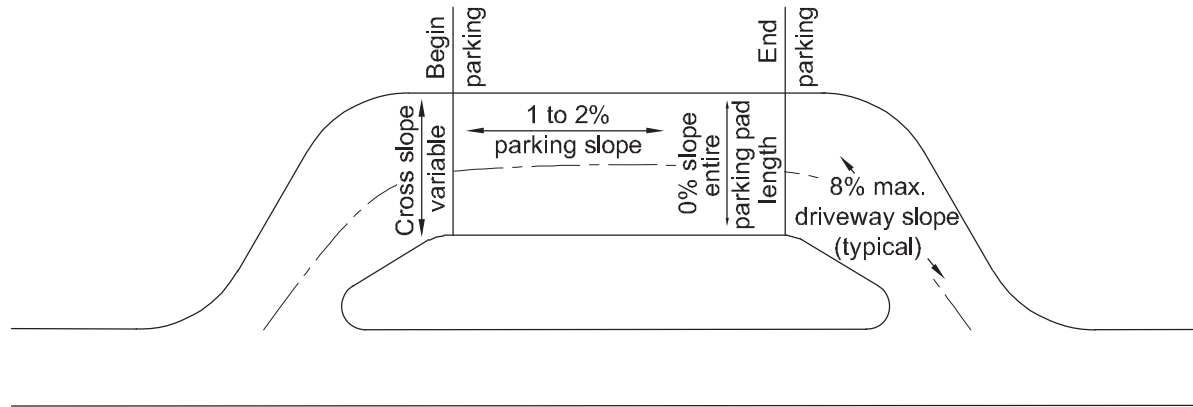 Begin
parking
End
parking
Cross slope
variable
1 to 2%
parking slope
0% slope
entire
parking pad
length
8% max.
driveway slope
(typical)